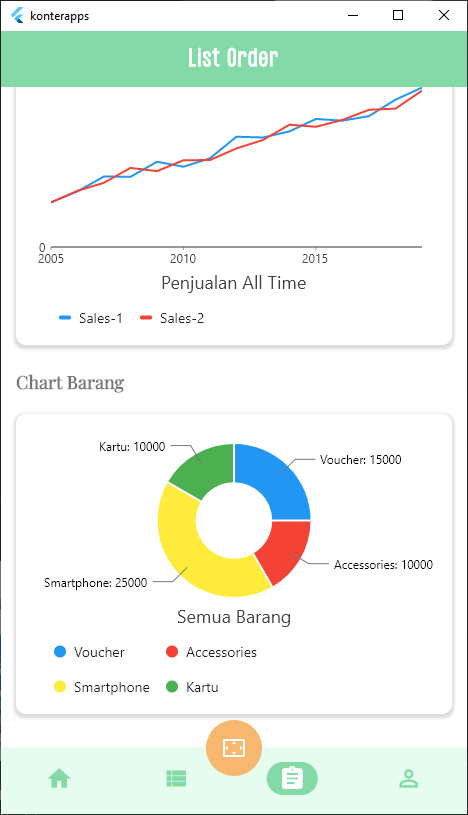 konterapps
List Order
0
2005 2010 2015
Penjualan All Time
Sales-1 Sales-2
Chart Barang
Kartu: 10000
Voucher: 15000
Accessories: 10000
Smartphone: 25000
Semua Barang
Voucher Accessories
Smartphone Kartu